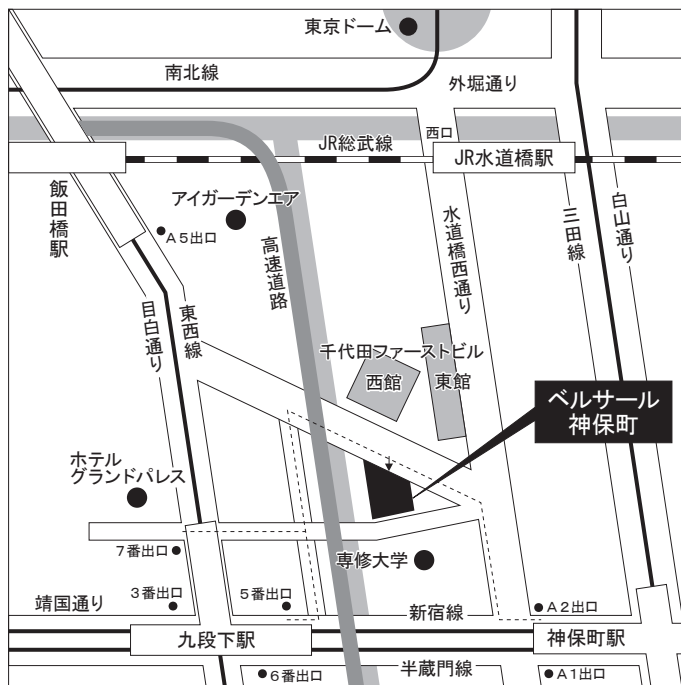 東京ドーム
南北線
外堀通り
西口
JR総武線
JR水道橋駅
飯田橋駅
アイガーデンエア
A5出口
高速道路
水道橋西通り
三田線
白山通り
目白通り
東西線
千代田ファーストビル
西館
東館
ベルサール
神保町
ホテル
グランドパレス
7番出口
専修大学
靖国通り
3番出口
5番出口
新宿線
A2出口
九段下駅
神保町駅
6番出口
半蔵門線
A1出口